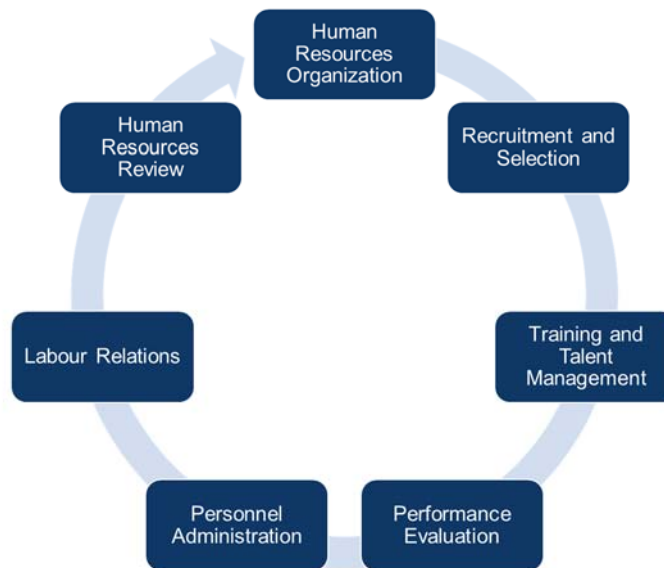 Human
Resources
Organization
Recruitment and
Selection
Training and
Talent
Management
Performance
Evaluation
Personnel
Administration
Labour Relations
Human
Resources
Review